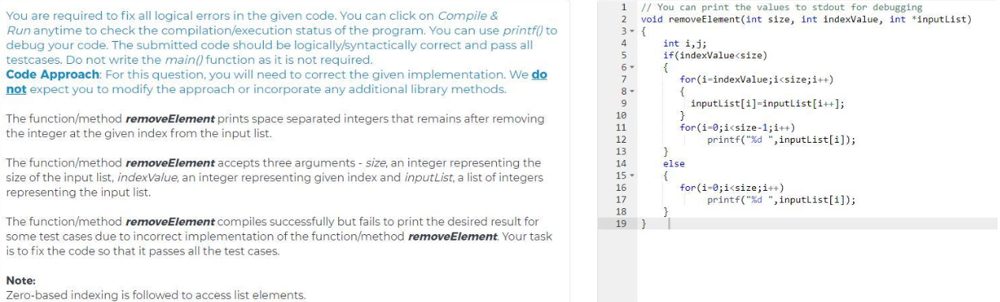 You are required to fix all logical errors in the given code. You can click on Compile &
Run anytime to check the compilation/execution status of the program. You can use printf() to
debug your code. The submitted code should be logically/syntactically correct and pass all
testcases. Do not write the main() function as it is not required.
Code Approach: For this question, you will need to correct the given implementation. We do
not expect you to modify the approach or incorporate any additional library methods.
The function/method removeElement prints space separated integers that remains after removing
the integer at the given index from the input list.
The function/method removeElement accepts three arguments - size, an integer representing the
size of the input list, indexValue, an integer representing given index and inputList, a list of integers
representing the input list.
The function/method removeElement compiles successfully but fails to print the desired result for
some test cases due to incorrect implementation of the function/method removeElement. Your task
is to fix the code so that it passes all the test cases.
Note:
Zero-based indexing is followed to access list elements.
1 // You can print the values to stdout for debugging
2 void removeElement(int size, int indexValue, int *inputList)
3 {
4 int i,j;
5 if(indexValue<size)
6 {
7 for(i=indexValue;i<size;i++)
8 {
9 inputList[i]=inputList[i++];
10 }
11 for(i=0;i<size-1;i++)
12 printf("%d ",inputList[i]);
13 }
14 else
15 {
16 for(i=0;i<size;i++)
17 printf("%d ",inputList[i]);
18 }
19 }